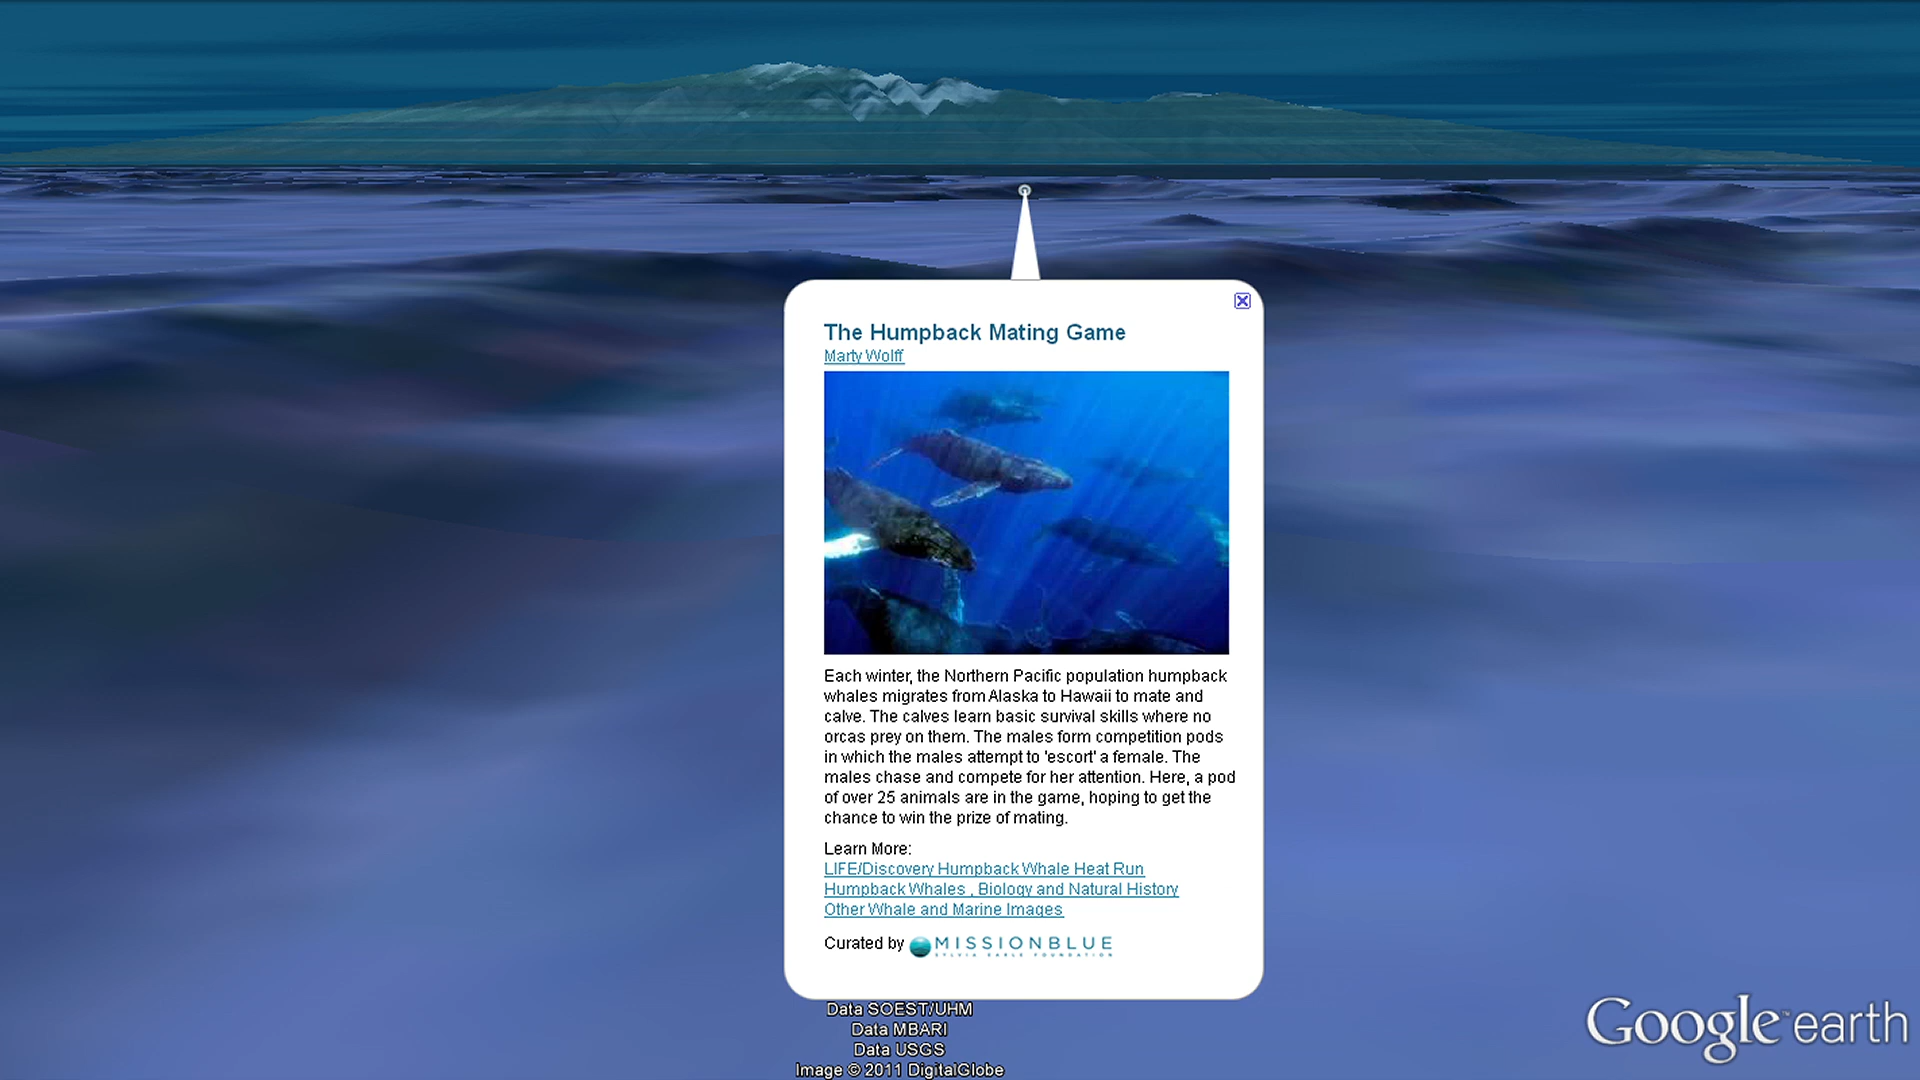 The Humpback Mating Game
Marty Wolff
Each winter, the Northern Pacific population humpback
whales migrates from Alaska to Hawaii to mate and
calve. The calves learn basic survival skills where no
orcas prey on them. The males form competition pods
in which the males attempt to 'escort' a female. The
males chase and compete for her attention. Here, a pod
of over 25 animals are in the game, hoping to get the
chance to win the prize of mating.
Learn More:
LIFE/Discovery Humpback Whale Heat Run
Humpback Whales , Biology and Natural History
Other Whale and Marine Images
Curated by MISSIONBLUE
SYLVIA EARLE FOUNDATION
Data SOEST/UHM
Data MBARI
Data USGS
Image © 2011 DigitalGlobe
Google™ earth